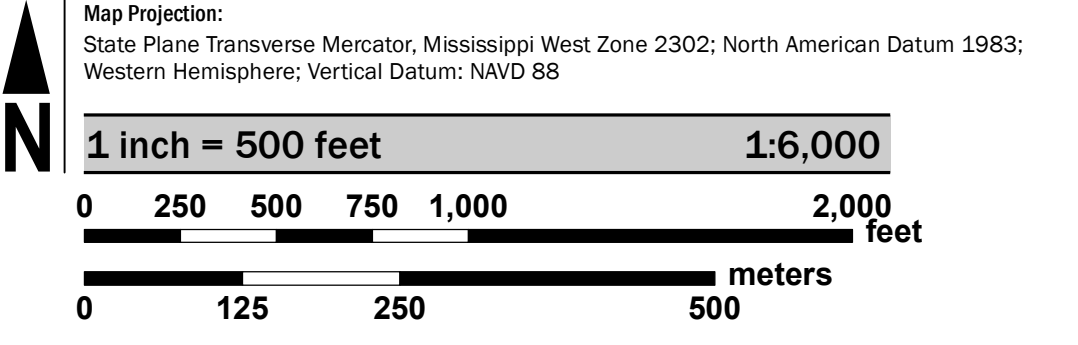 N
Map Projection:
State Plane Transverse Mercator, Mississippi West Zone 2302; North American Datum 1983;
Western Hemisphere; Vertical Datum: NAVD 88
1 inch = 500 feet 1:6,000
0 250 500 750 1,000 2,000
feet
meters
0 125 250 500